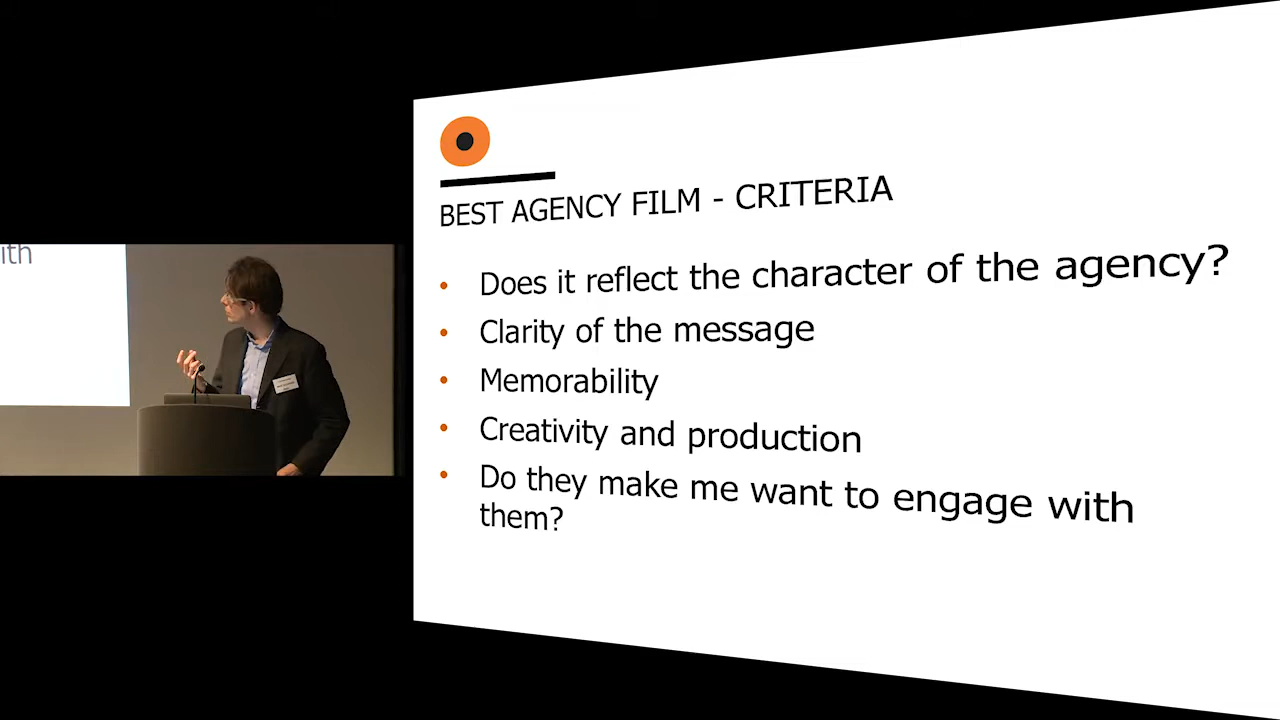 ith
BEST AGENCY FILM - CRITERIA
• Does it reflect the character of the agency?
• Clarity of the message
• Memorability
• Creativity and production
• Do they make me want to engage with
them?